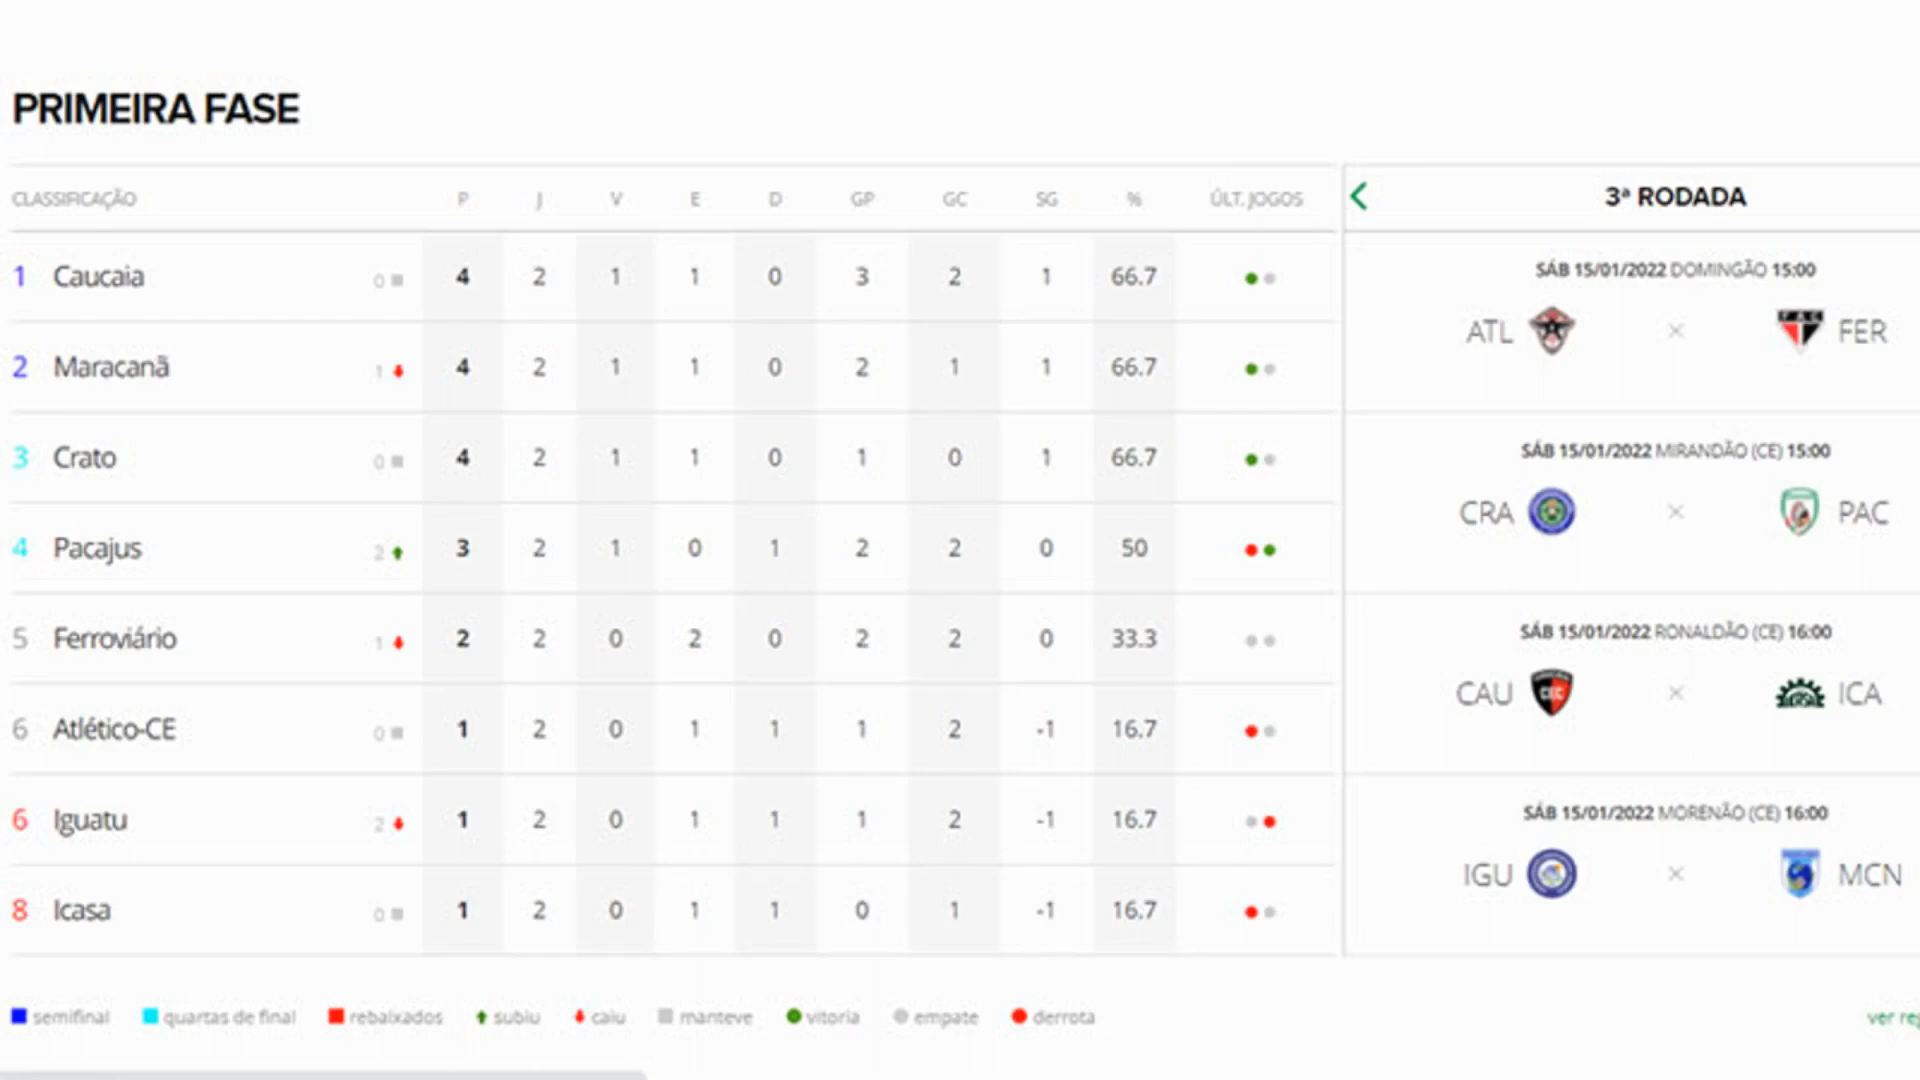 PRIMEIRA FASE
CLASSIFICAÇÃO P J V E D GP GC SG % ÚLT. JOGOS
1 Caucaia 0 4 2 1 1 0 3 2 1 66.7
2 Maracanã 1 4 2 1 1 0 2 1 1 66.7
3 Crato 0 4 2 1 1 0 1 0 1 66.7
4 Pacajus 2 3 2 1 0 1 2 2 0 50
5 Ferroviário 1 2 2 0 2 0 2 2 0 33.3
6 Atlético-CE 0 1 2 0 1 1 1 2 -1 16.7
6 Iguatu 2 1 2 0 1 1 1 2 -1 16.7
8 Icasa 0 1 2 0 1 1 0 1 -1 16.7
semifinal quartas de final rebaixados subiu caiu manteve vitoria empate derrota
3ª RODADA
SÁB 15/01/2022 DOMINGÃO 15:00
ATL × FER
SÁB 15/01/2022 MIRANDÃO (CE) 15:00
CRA × PAC
SÁB 15/01/2022 RONALDÃO (CE) 16:00
CAU CEC × ICA
SÁB 15/01/2022 MORENÃO (CE) 16:00
IGU × MCN
ver reg